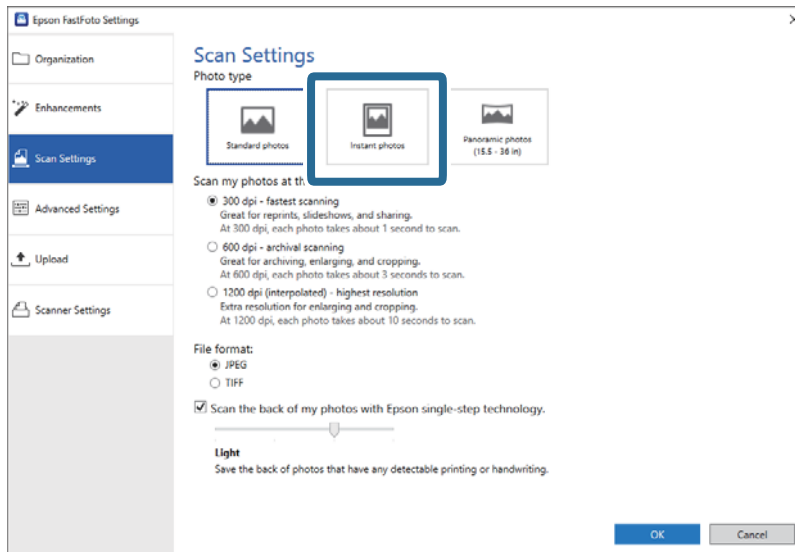 Epson FastFoto Settings
Organization
Enhancements
Scan Settings
Advanced Settings
Upload
Scanner Settings
Scan Settings
Photo type
Standard photos
Instant photos
Panoramic photos
(15.5 - 36 in)
Scan my photos at th
300 dpi - fastest scanning
Great for reprints, slideshows, and sharing.
At 300 dpi, each photo takes about 1 second to scan.
600 dpi - archival scanning
Great for archiving, enlarging, and cropping.
At 600 dpi, each photo takes about 3 seconds to scan.
1200 dpi (interpolated) - highest resolution
Extra resolution for enlarging and cropping.
At 1200 dpi, each photo takes about 10 seconds to scan.
File format:
JPEG
TIFF
Scan the back of my photos with Epson single-step technology.
Light
Save the back of photos that have any detectable printing or handwriting.
OK
Cancel